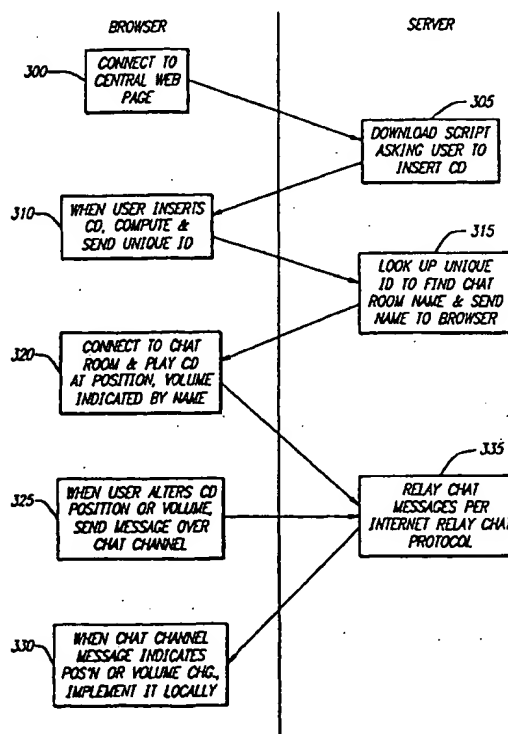 BROWSER
SERVER
300
CONNECT TO
CENTRAL WEB
PAGE
305
DOWNLOAD SCRIPT
ASKING USER TO
INSERT CD
310
WHEN USER INSERTS
CD, COMPUTE &
SEND UNIQUE ID
315
LOOK UP UNIQUE
ID TO FIND CHAT
ROOM NAME & SEND
NAME TO BROWSER
320
CONNECT TO CHAT
ROOM & PLAY CD
AT POSITION, VOLUME
INDICATED BY NAME
325
WHEN USER ALTERS CD
POSITION OR VOLUME,
SEND MESSAGE OVER
CHAT CHANNEL
335
RELAY CHAT
MESSAGES PER
INTERNET RELAY CHAT
PROTOCOL
330
WHEN CHAT CHANNEL
MESSAGE INDICATES
POS'N OR VOLUME CHG.,
IMPLEMENT IT LOCALLY